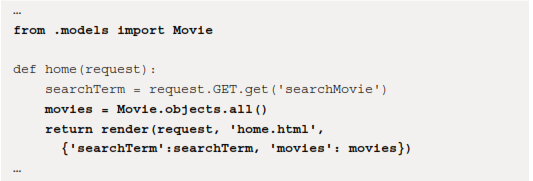 …
from .models import Movie

def home(request):
    searchTerm = request.GET.get('searchMovie')
    movies = Movie.objects.all()
    return render(request, 'home.html',
      {'searchTerm':searchTerm, 'movies': movies})
…